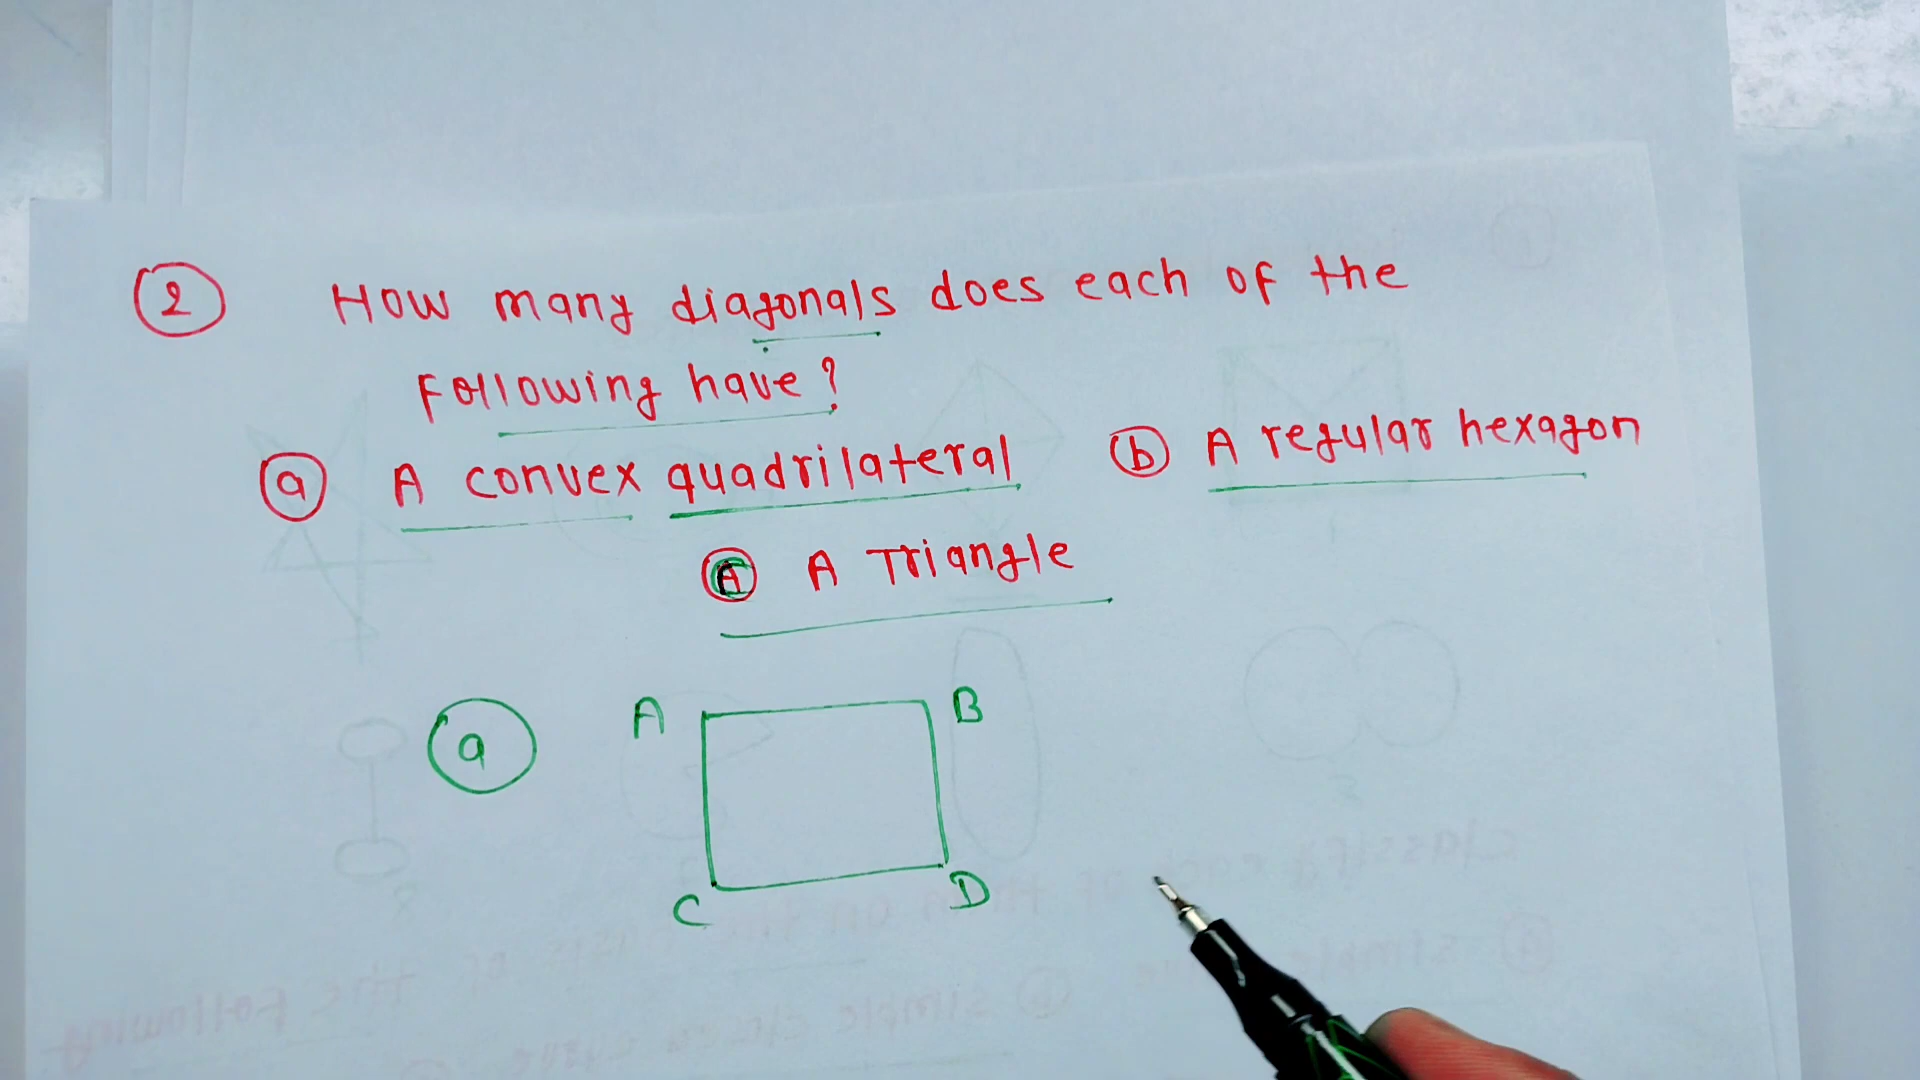 2 How many diagonals does each of the
following have?
a A convex quadrilateral b A regular hexagon
A A Triangle
a A B
C D